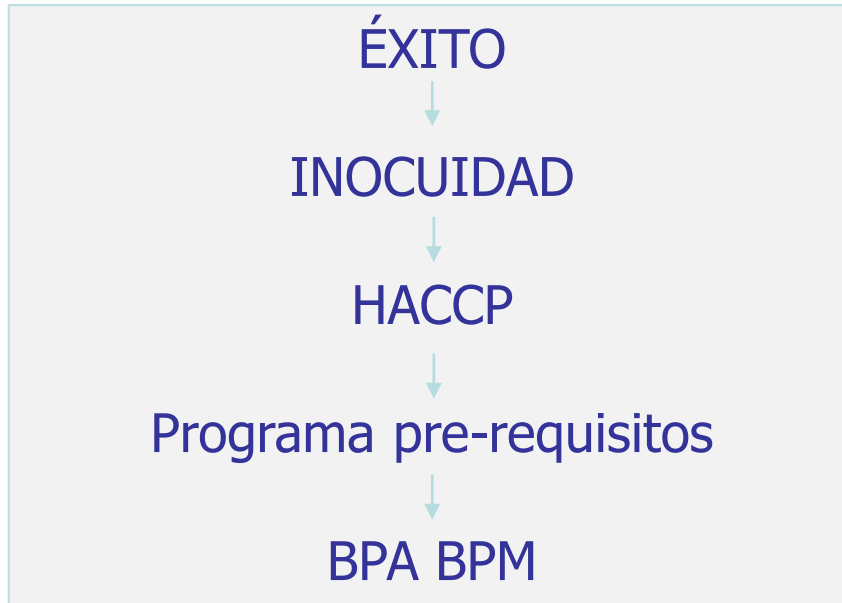 ÉXITO
INOCUIDAD
HACCP
Programa pre-requisitos
BPA BPM